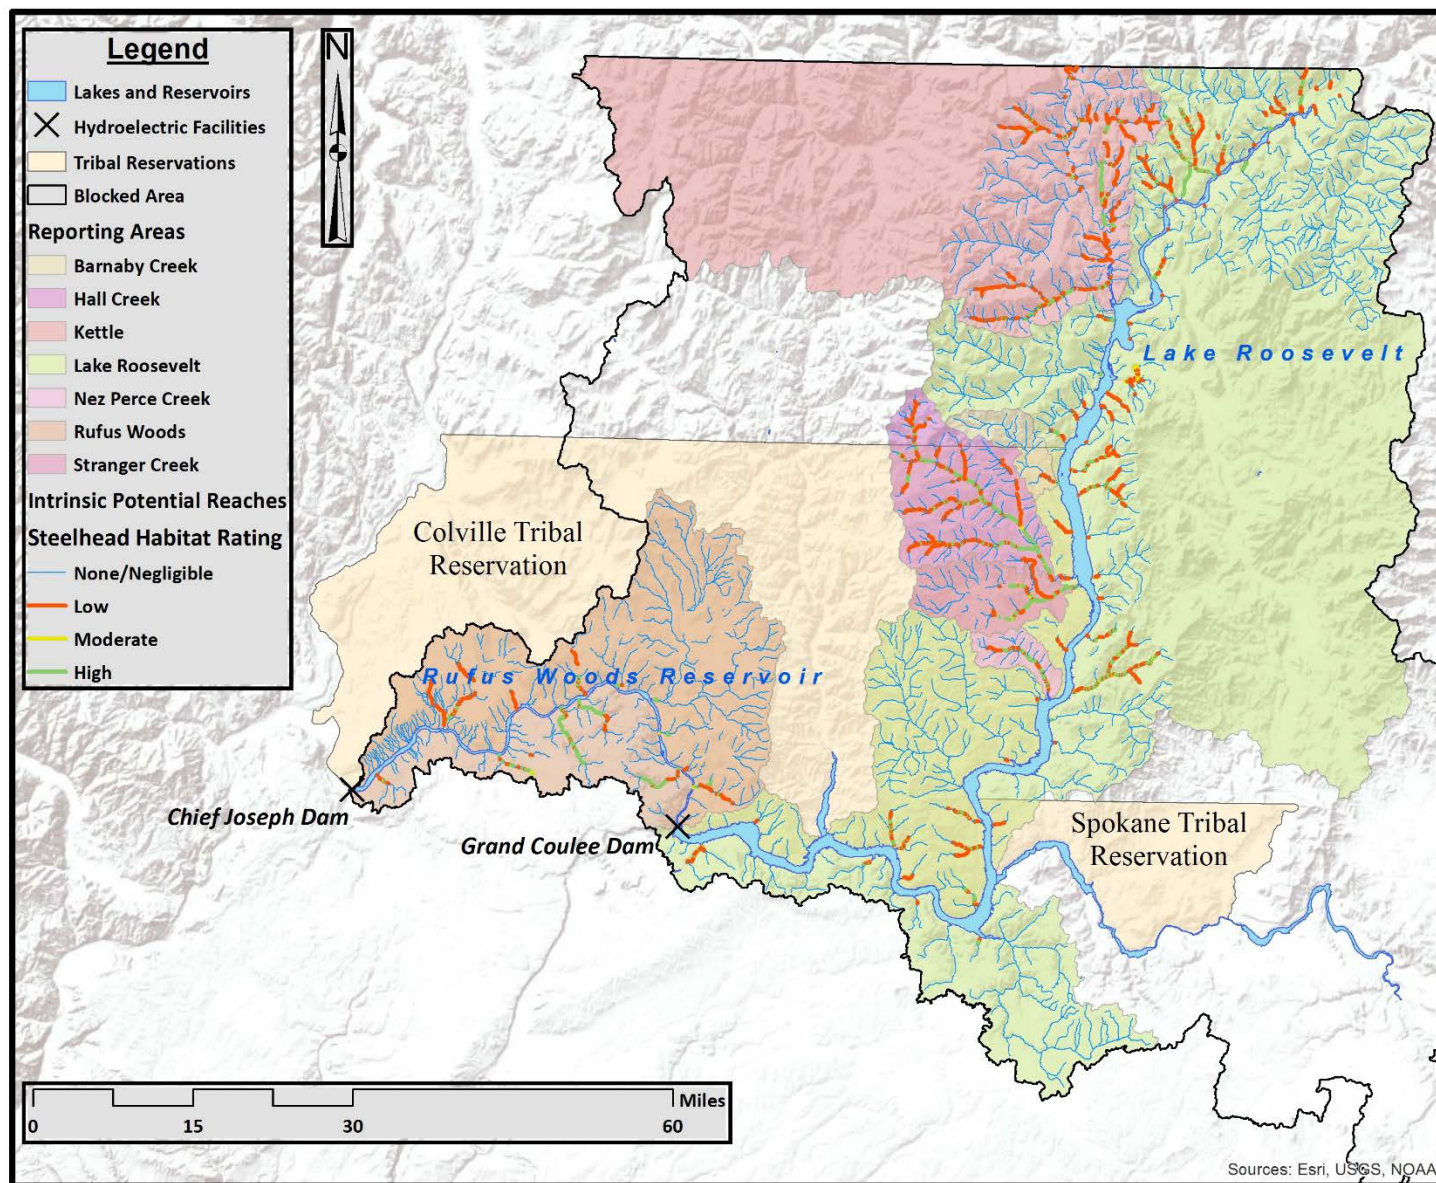 Legend
Lakes and Reservoirs
Hydroelectric Facilities
Tribal Reservations
Blocked Area
Reporting Areas
Barnaby Creek
Hall Creek
Kettle
Lake Roosevelt
Nez Perce Creek
Rufus Woods
Stranger Creek
Intrinsic Potential Reaches
Steelhead Habitat Rating
None/Negligible
Low
Moderate
High
N
Lake Roosevelt
Colville Tribal
Reservation
Rufus Woods Reservoir
Chief Joseph Dam
Grand Coulee Dam
Spokane Tribal
Reservation
Miles
0 15 30 60
Sources: Esri, USGS, NOAA